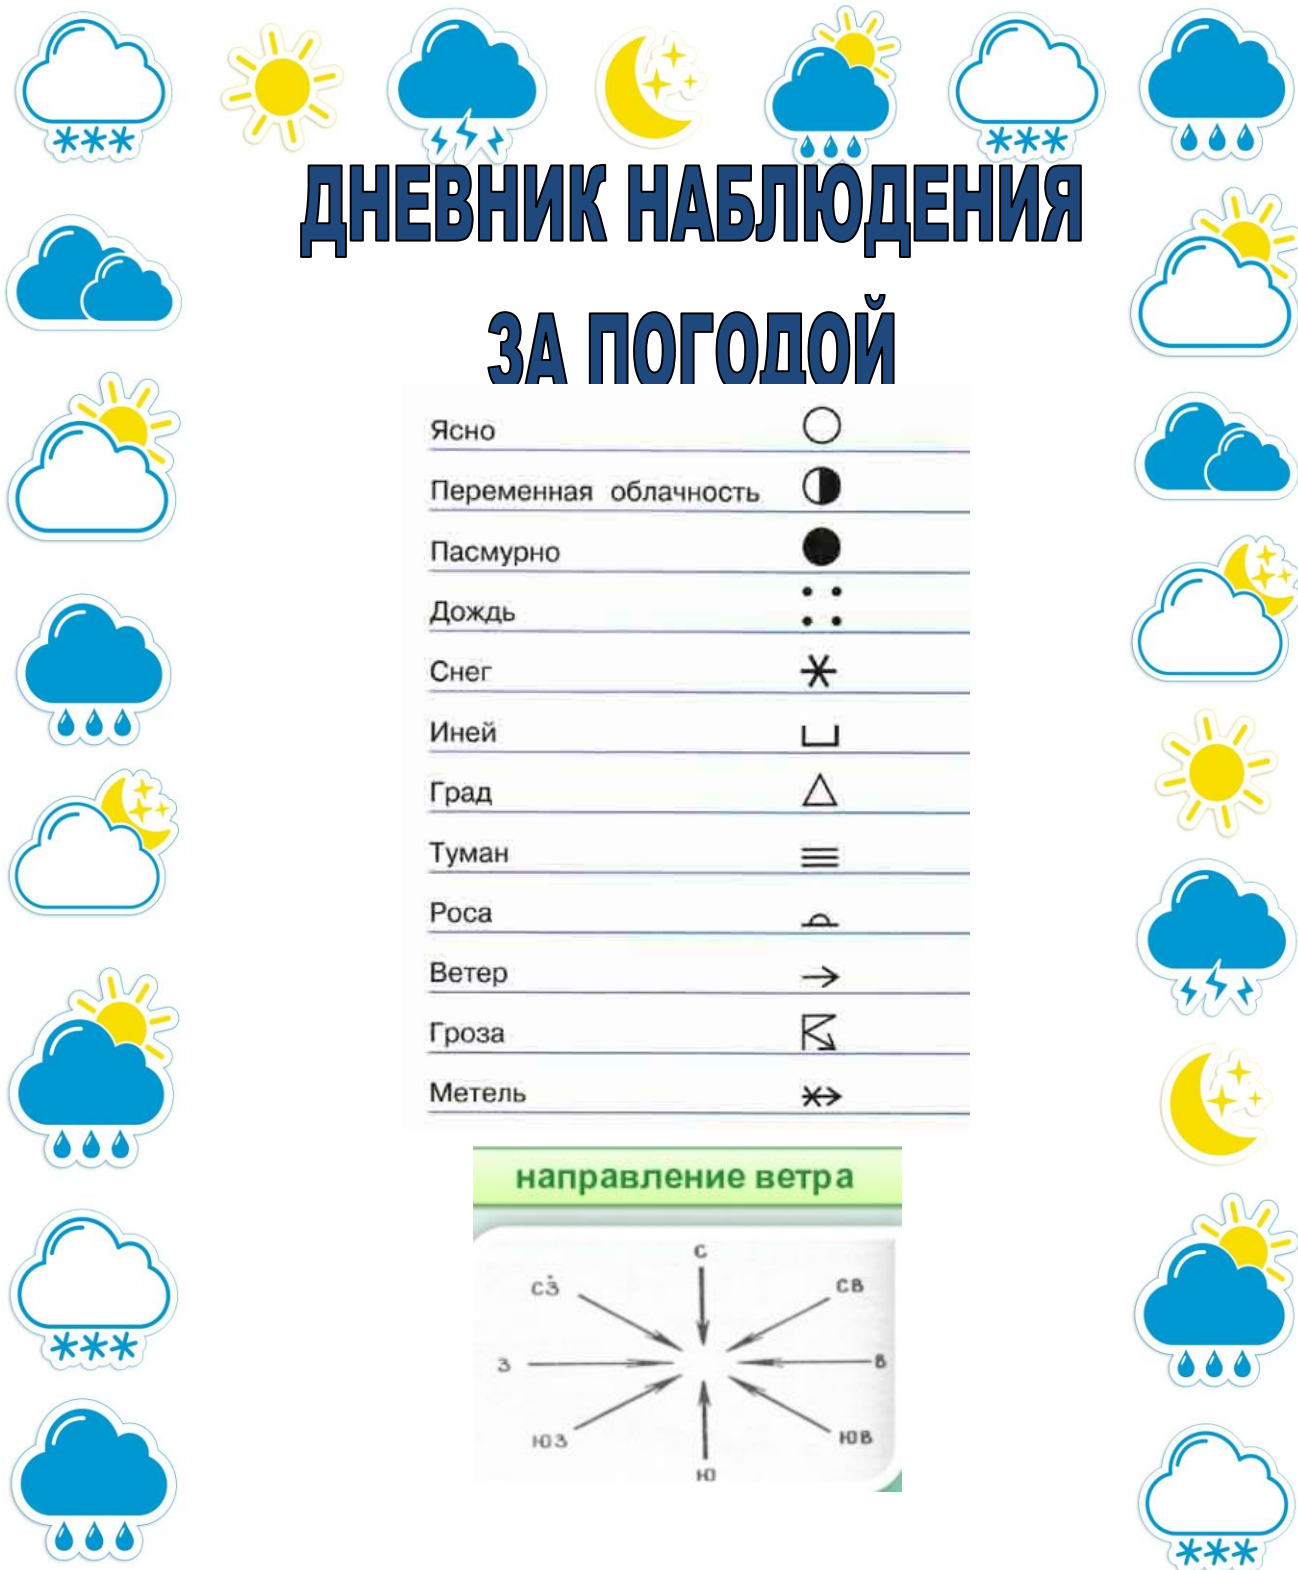 ДНЕВНИК НАБЛЮДЕНИЯ
ЗА ПОГОДОЙ
Ясно
Переменная облачность
Пасмурно
Дождь
Снег
Иней
Град
Туман
Роса
Ветер
Гроза
Метель
направление ветра
С
СЗ
СВ
З
В
ЮЗ
ЮВ
Ю